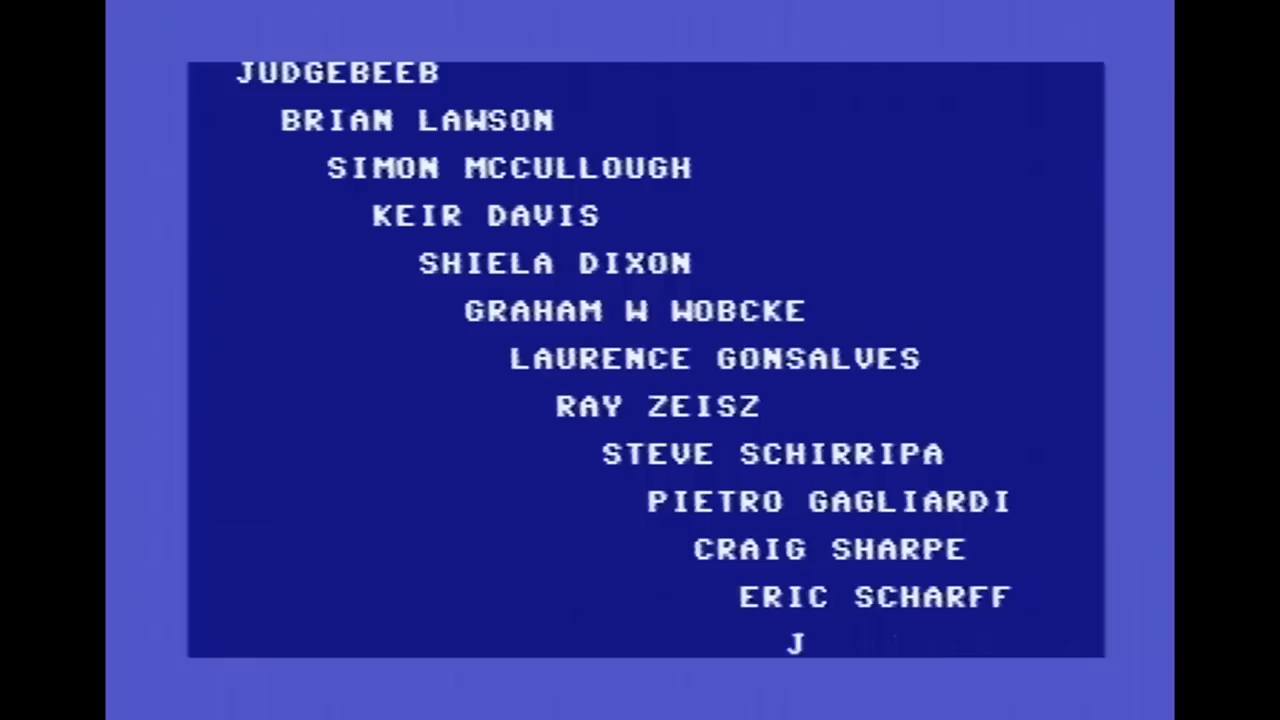 JUDGEBEEB
BRIAN LAWSON
SIMON MCCULLOUGH
KEIR DAVIS
SHIELA DIXON
GRAHAM W WOBCKE
LAURENCE GONSALVES
RAY ZEISZ
STEVE SCHIRRIPA
PIETRO GAGLIARDI
CRAIG SHARPE
ERIC SCHARFF
J